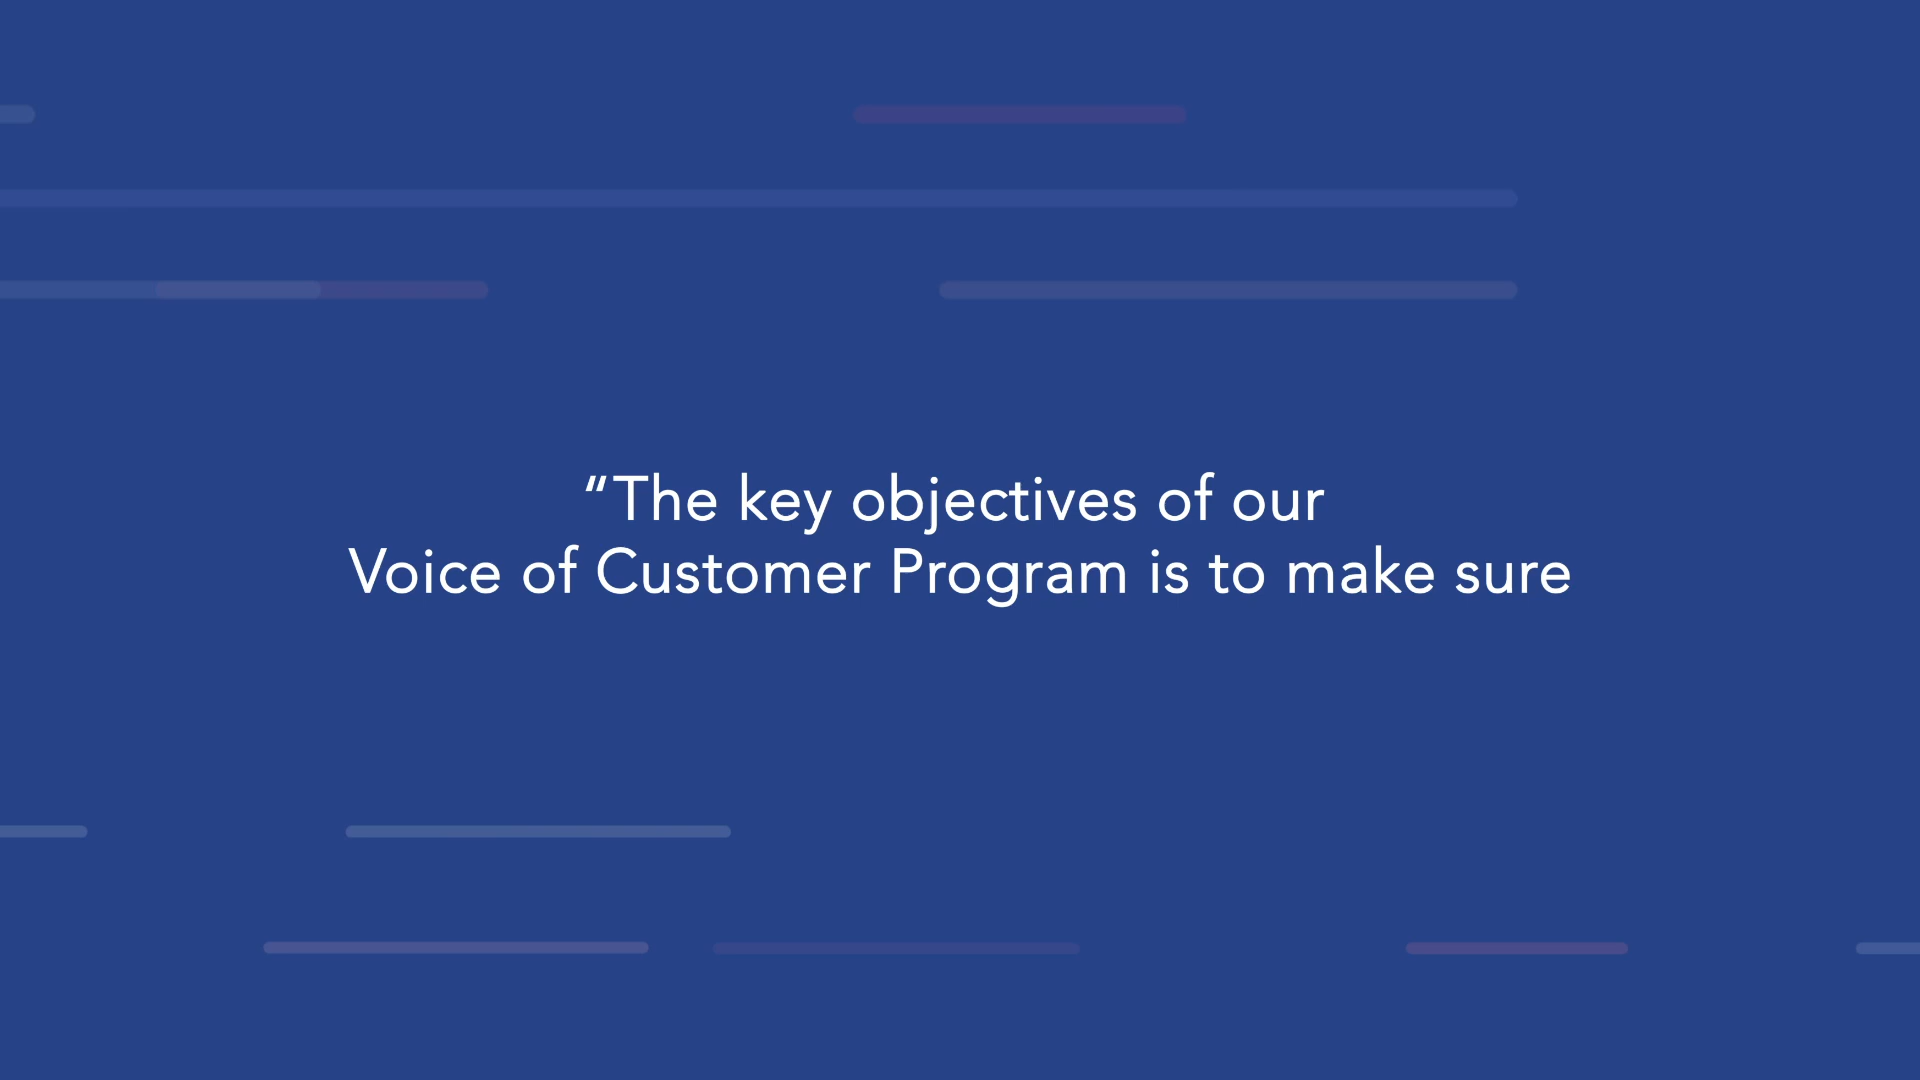 “The key objectives of our
Voice of Customer Program is to make sure